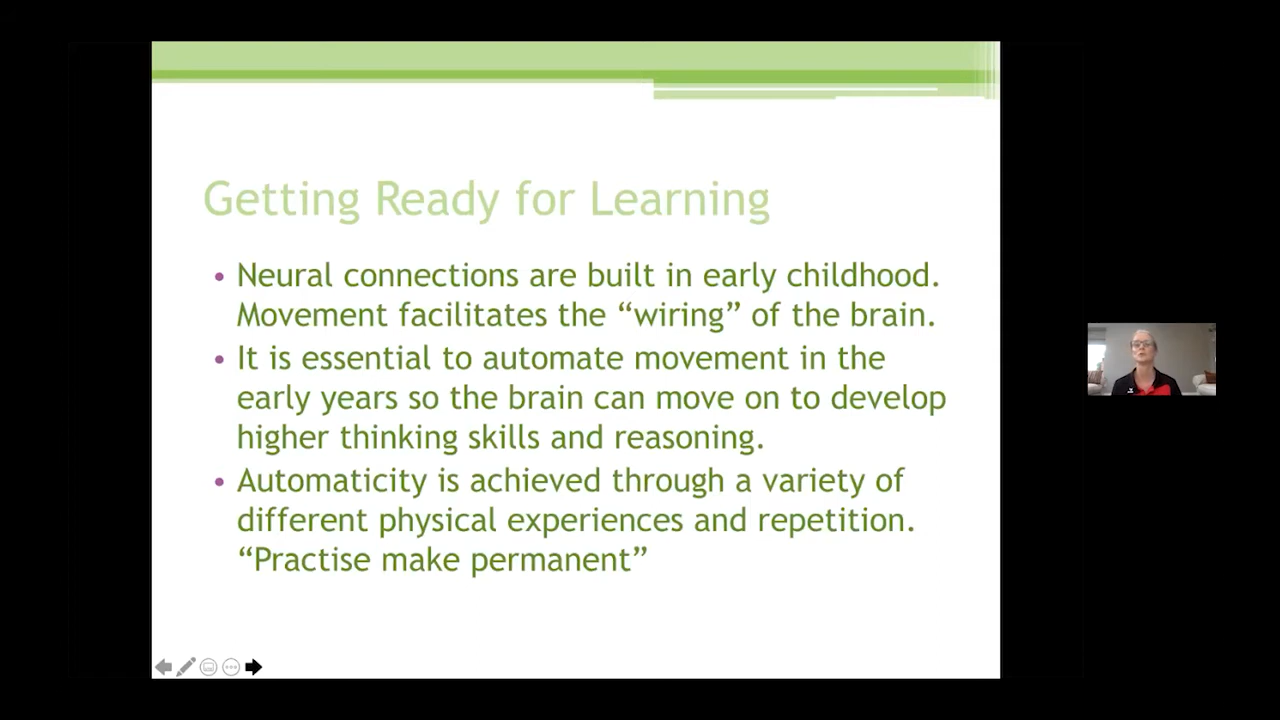 Getting Ready for Learning
• Neural connections are built in early childhood.
Movement facilitates the “wiring” of the brain.
• It is essential to automate movement in the
early years so the brain can move on to develop
higher thinking skills and reasoning.
• Automaticity is achieved through a variety of
different physical experiences and repetition.
“Practise make permanent”